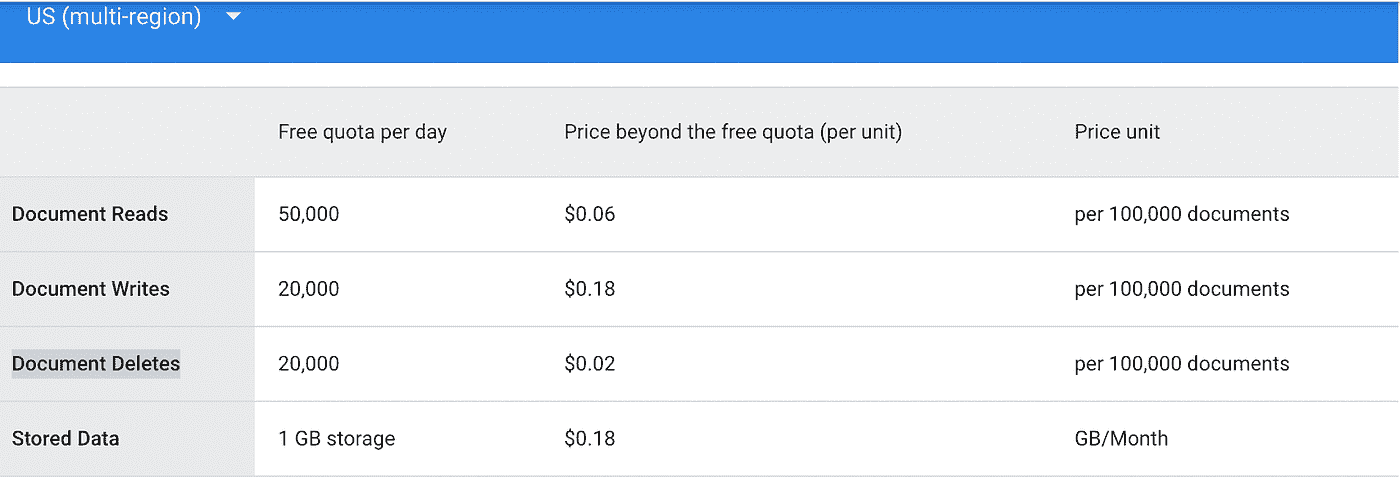 US (multi-region)
Free quota per day Price beyond the free quota (per unit) Price unit
Document Reads 50,000 $0.06 per 100,000 documents
Document Writes 20,000 $0.18 per 100,000 documents
Document Deletes 20,000 $0.02 per 100,000 documents
Stored Data 1 GB storage $0.18 GB/Month